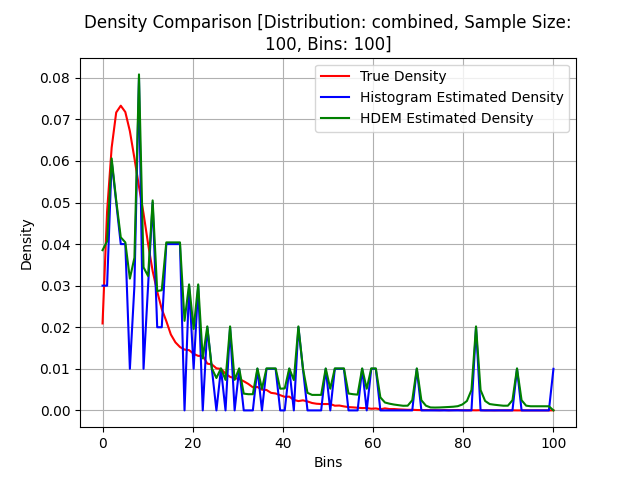 Density Comparison [Distribution: combined, Sample Size:
100, Bins: 100]
True Density
Histogram Estimated Density
HDEM Estimated Density
Density
0.08
0.07
0.06
0.05
0.04
0.03
0.02
0.01
0.00
0 20 40 60 80 100
Bins